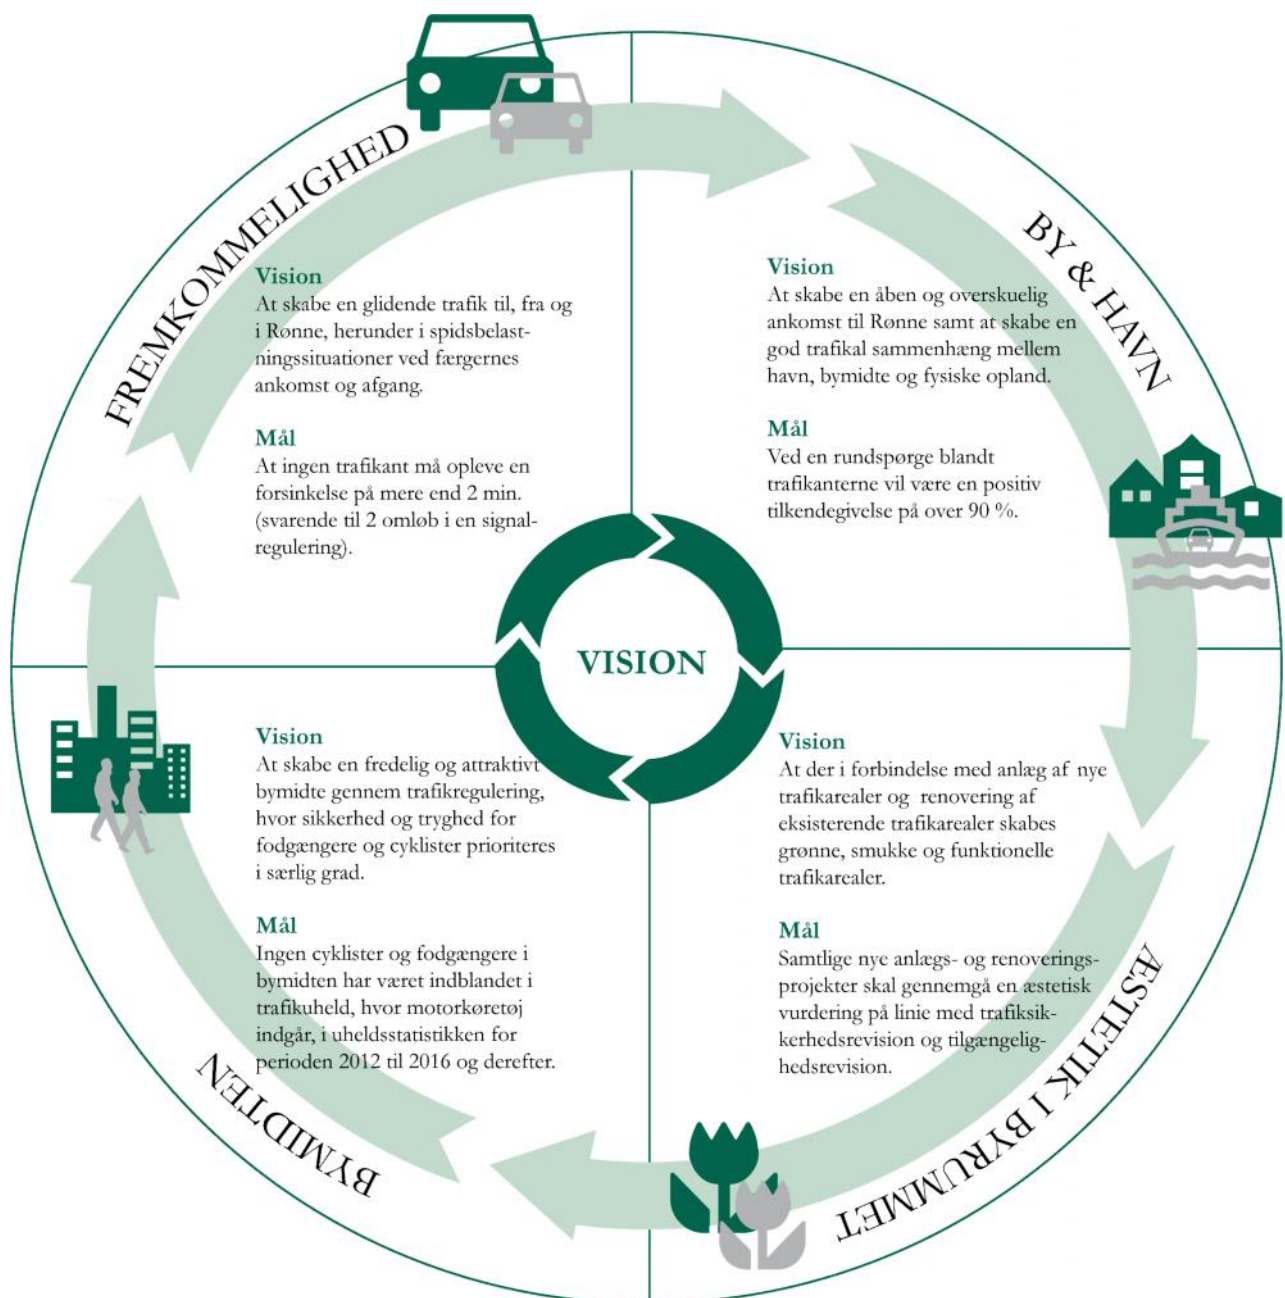 FREMKOMMELIGHED
Vision
At skabe en glidende trafik til, fra og
i Rønne, herunder i spidsbelast-
ningssituationer ved færgernes
ankomst og afgang.
Mål
At ingen trafikant må opleve en
forsinkelse på mere end 2 min.
(svarende til 2 omløb i en signal-
regulering).
BY & HAVN
Vision
At skabe en åben og overskuelig
ankomst til Rønne samt at skabe en
god trafikal sammenhæng mellem
havn, bymidte og fysiske opland.
Mål
Ved en rundspørge blandt
trafikanterne vil være en positiv
tilkendegivelse på over 90 %.
VISION
BYMIDTEN
Vision
At skabe en fredelig og attraktivt
bymidte gennem trafikregulering,
hvor sikkerhed og tryghed for
fodgængere og cyklister prioriteres
i særlig grad.
Mål
Ingen cyklister og fodgængere i
bymidten har været indblandet i
trafikuheld, hvor motorkøretøj
indgår, i uheldsstatistikken for
perioden 2012 til 2016 og derefter.
ÆSTETIK I BYRUMMET
Vision
At der i forbindelse med anlæg af nye
trafikarealer og renovering af
eksisterende trafikarealer skabes
grønne, smukke og funktionelle
trafikarealer.
Mål
Samtlige nye anlægs- og renoverings-
projekter skal gennemgå en æstetisk
vurdering på linie med trafiksik-
kerhedsrevision og tilgængelig-
hedsrevision.